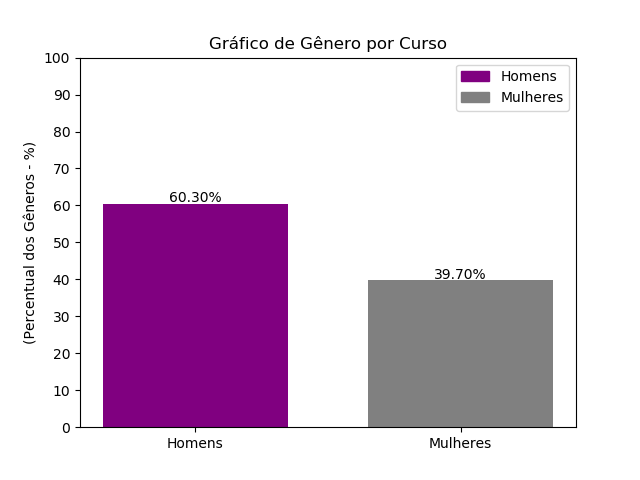 Gráfico de Gênero por Curso
(Percentual dos Gêneros - %)
100
90
80
70
60
50
40
30
20
10
0
Homens
Mulheres
60.30%
39.70%
Homens
Mulheres